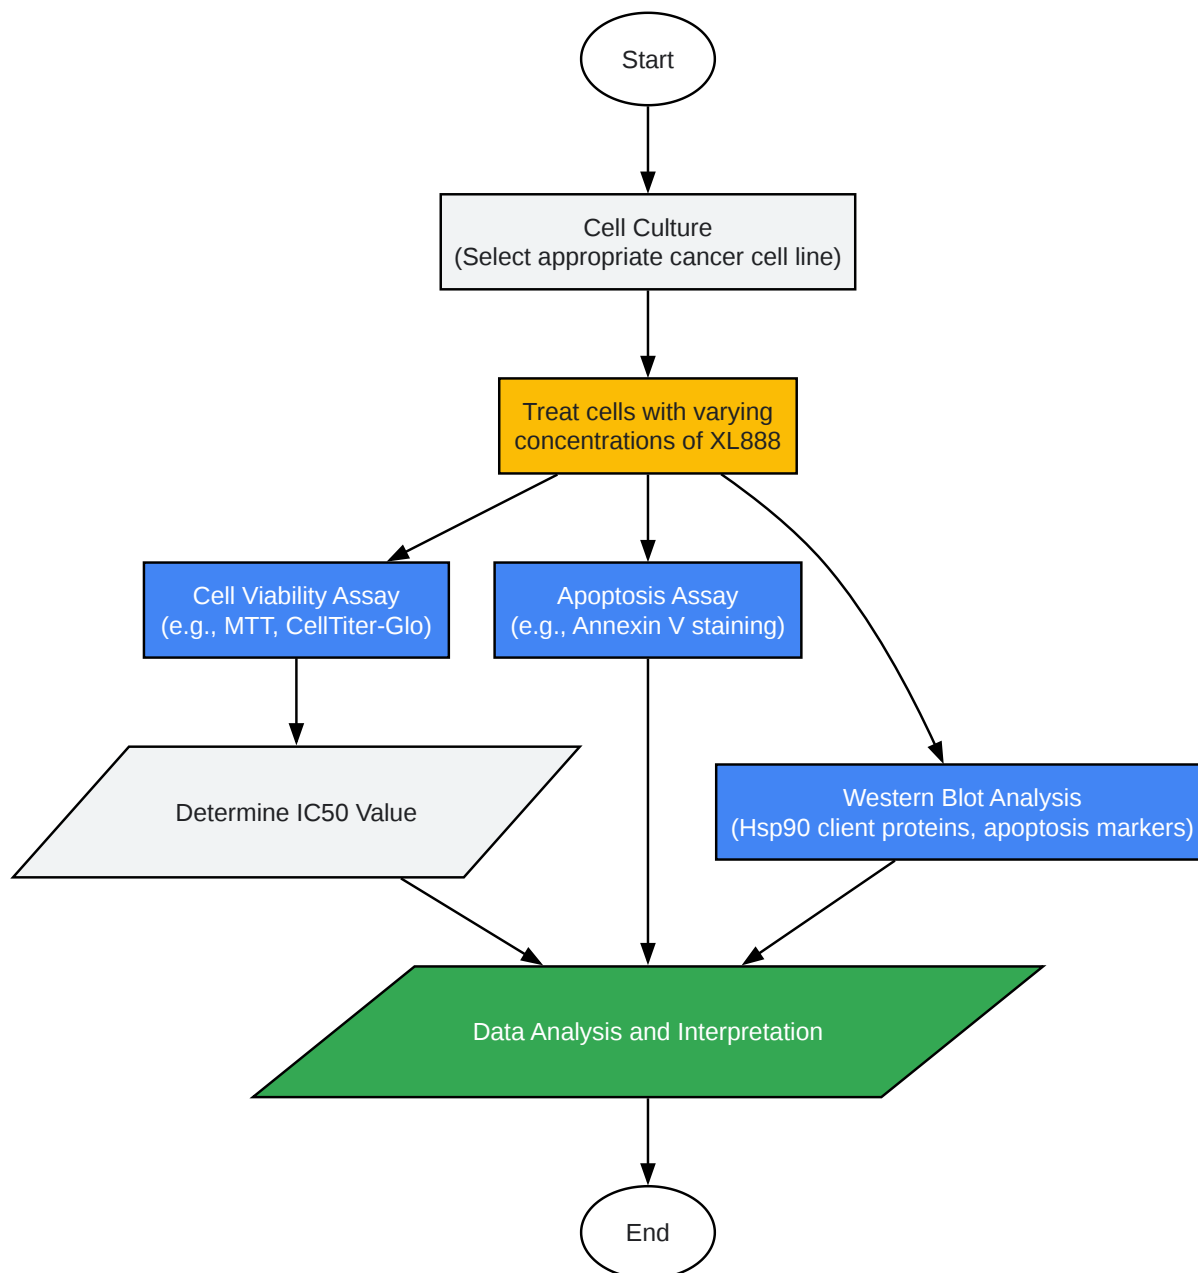 Start
Cell Culture
(Select appropriate cancer cell line)
Treat cells with varying
concentrations of XL888
Cell Viability Assay
(e.g., MTT, CellTiter-Glo)
Apoptosis Assay
(e.g., Annexin V staining)
Determine IC50 Value
Western Blot Analysis
(Hsp90 client proteins, apoptosis markers)
Data Analysis and Interpretation
End